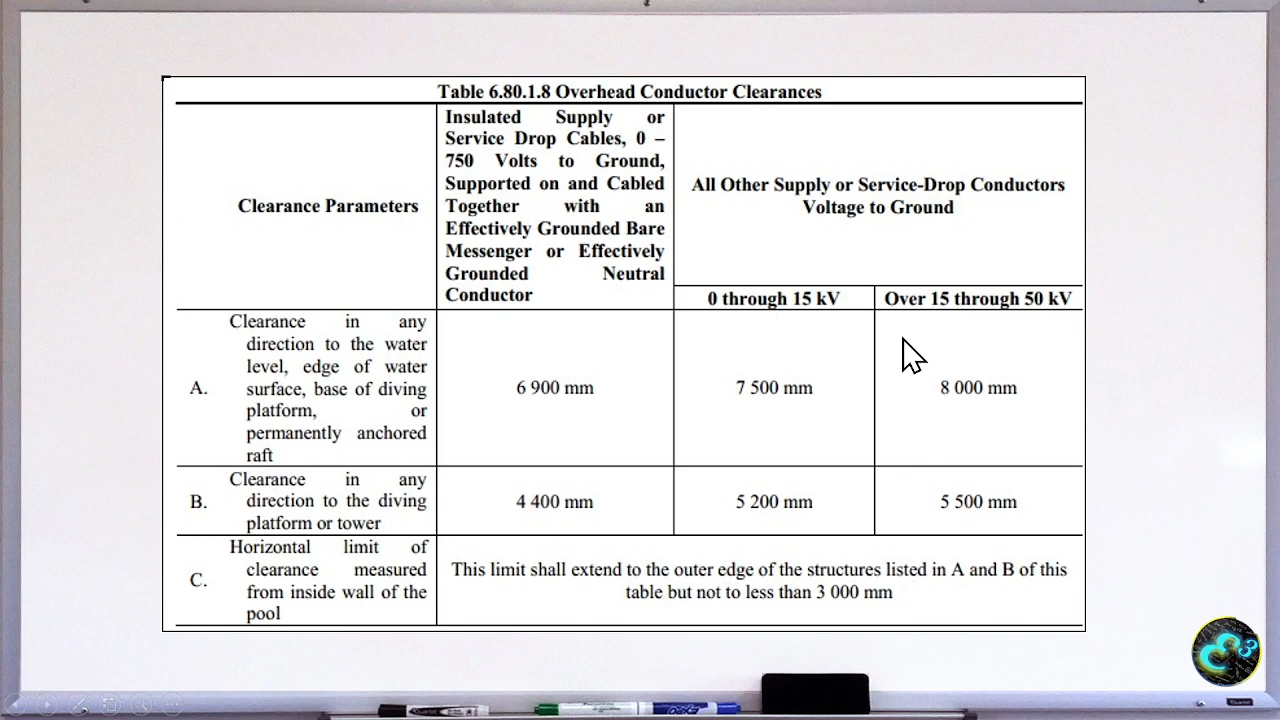 Table 6.80.1.8 Overhead Conductor Clearances
Clearance Parameters
Insulated Supply or
Service Drop Cables, 0 –
750 Volts to Ground,
Supported on and Cabled
Together with an
Effectively Grounded Bare
Messenger or Effectively
Grounded Neutral
Conductor
All Other Supply or Service-Drop Conductors
Voltage to Ground
0 through 15 kV
Over 15 through 50 kV
A.
Clearance in any
direction to the water
level, edge of water
surface, base of diving
platform, or
permanently anchored
raft
6 900 mm
7 500 mm
8 000 mm
B.
Clearance in any
direction to the diving
platform or tower
4 400 mm
5 200 mm
5 500 mm
C.
Horizontal limit of
clearance measured
from inside wall of the
pool
This limit shall extend to the outer edge of the structures listed in A and B of this
table but not to less than 3 000 mm